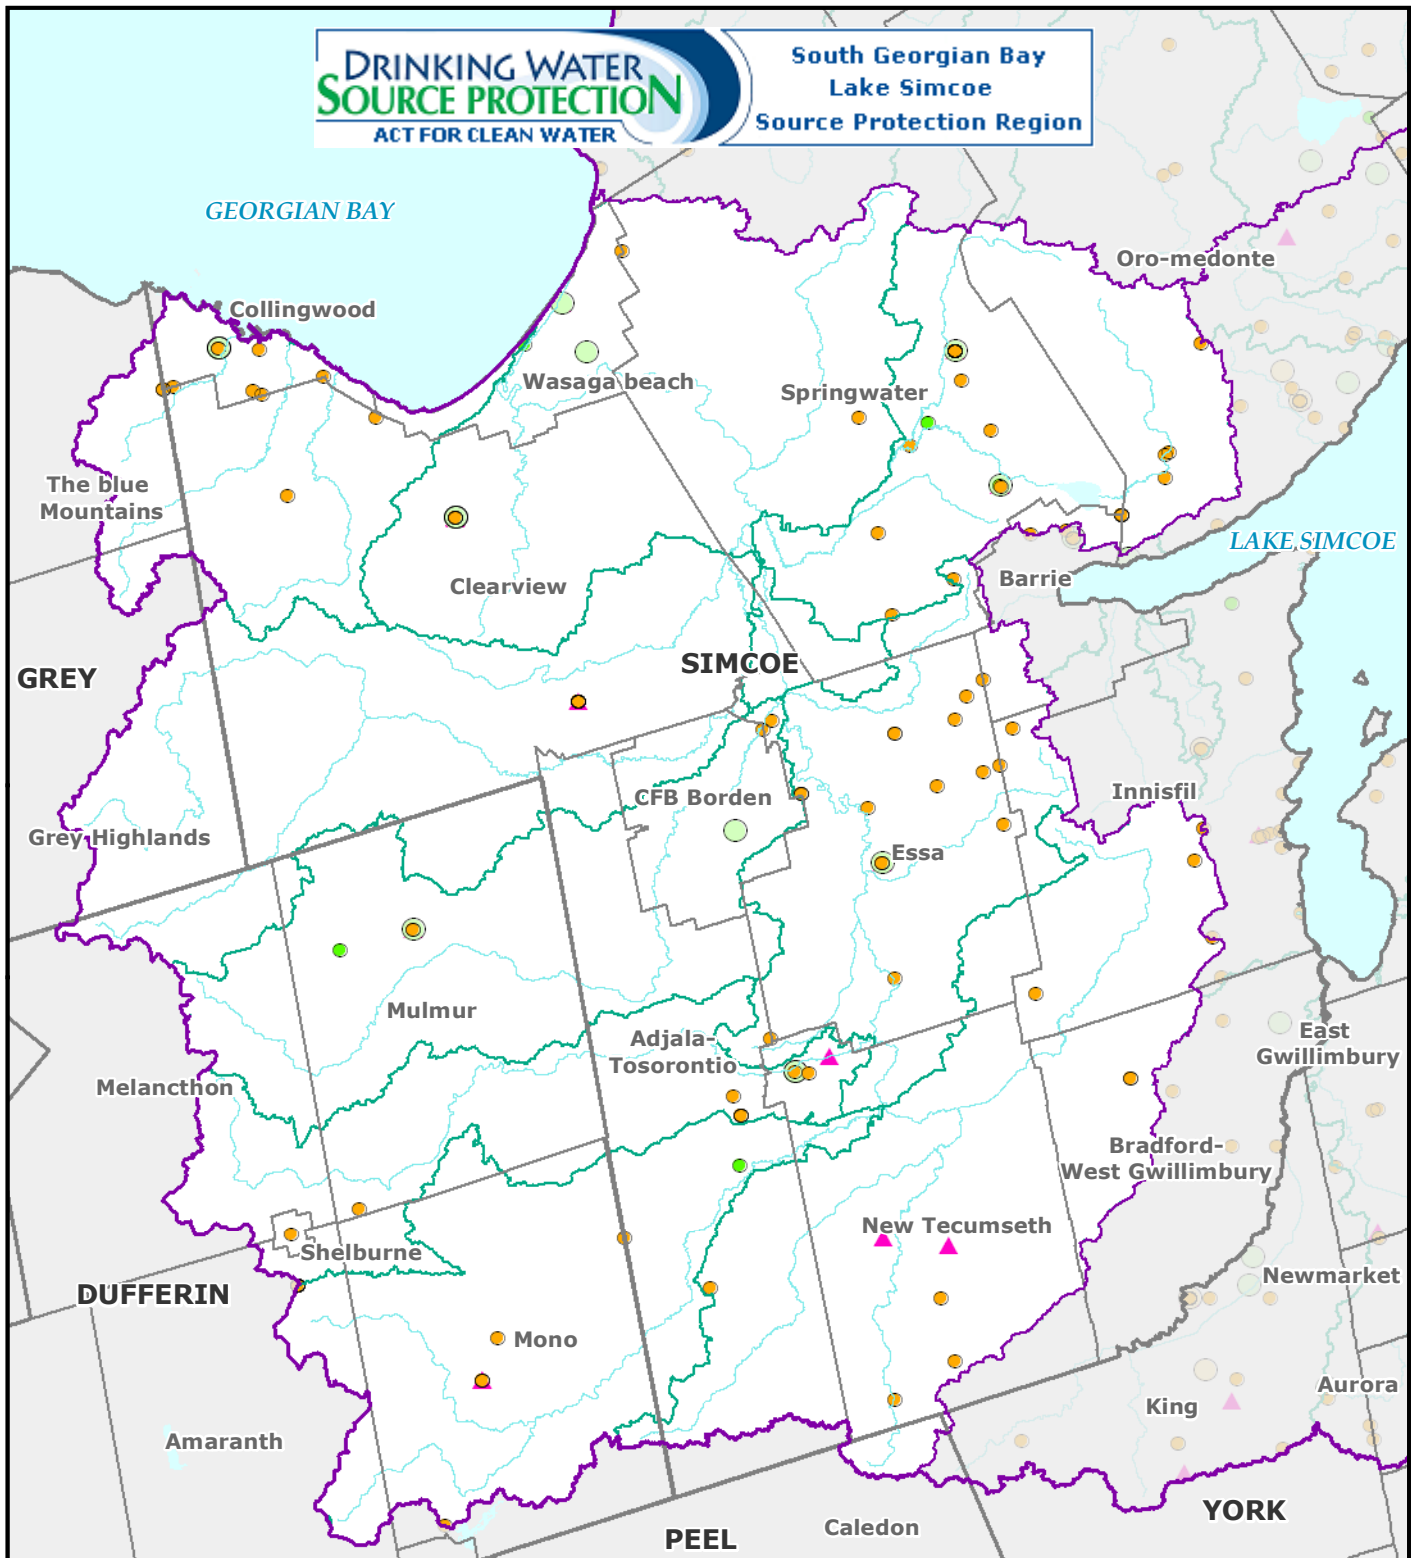 DRINKING WATER
SOURCE PROTECTION
ACT FOR CLEAN WATER
South Georgian Bay
Lake Simcoe
Source Protection Region
GEORGIAN BAY
Oro-medonte
Collingwood
Wasaga beach
Springwater
The blue
Mountains
LAKE SIMCOE
Clearview
Barrie
SIMCOE
GREY
Innisfil
CFB Borden
Grey Highlands
Essa
Mulmur
Adjala-
Tosorontio
East
Gwillimbury
Melancthon
Bradford-
West Gwillimbury
New Tecumseth
Shelburne
Newmarket
DUFFERIN
Mono
Aurora
King
Amaranth
YORK
Caledon
PEEL